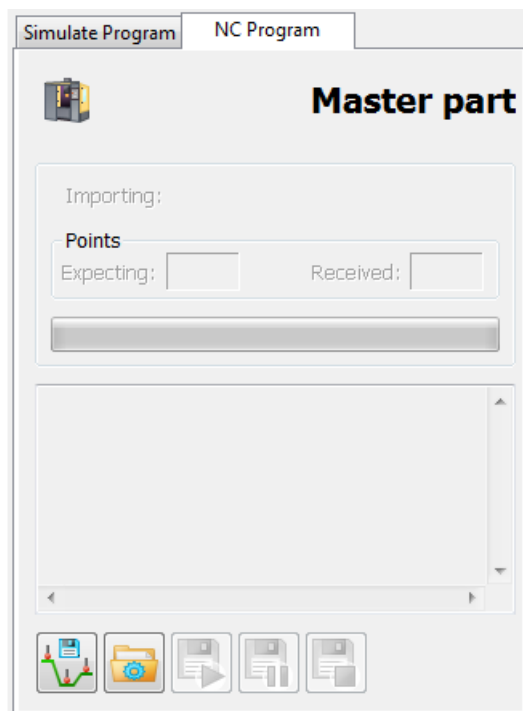 Simulate Program NC Program
Master part
Importing:
Points
Expecting: Received: